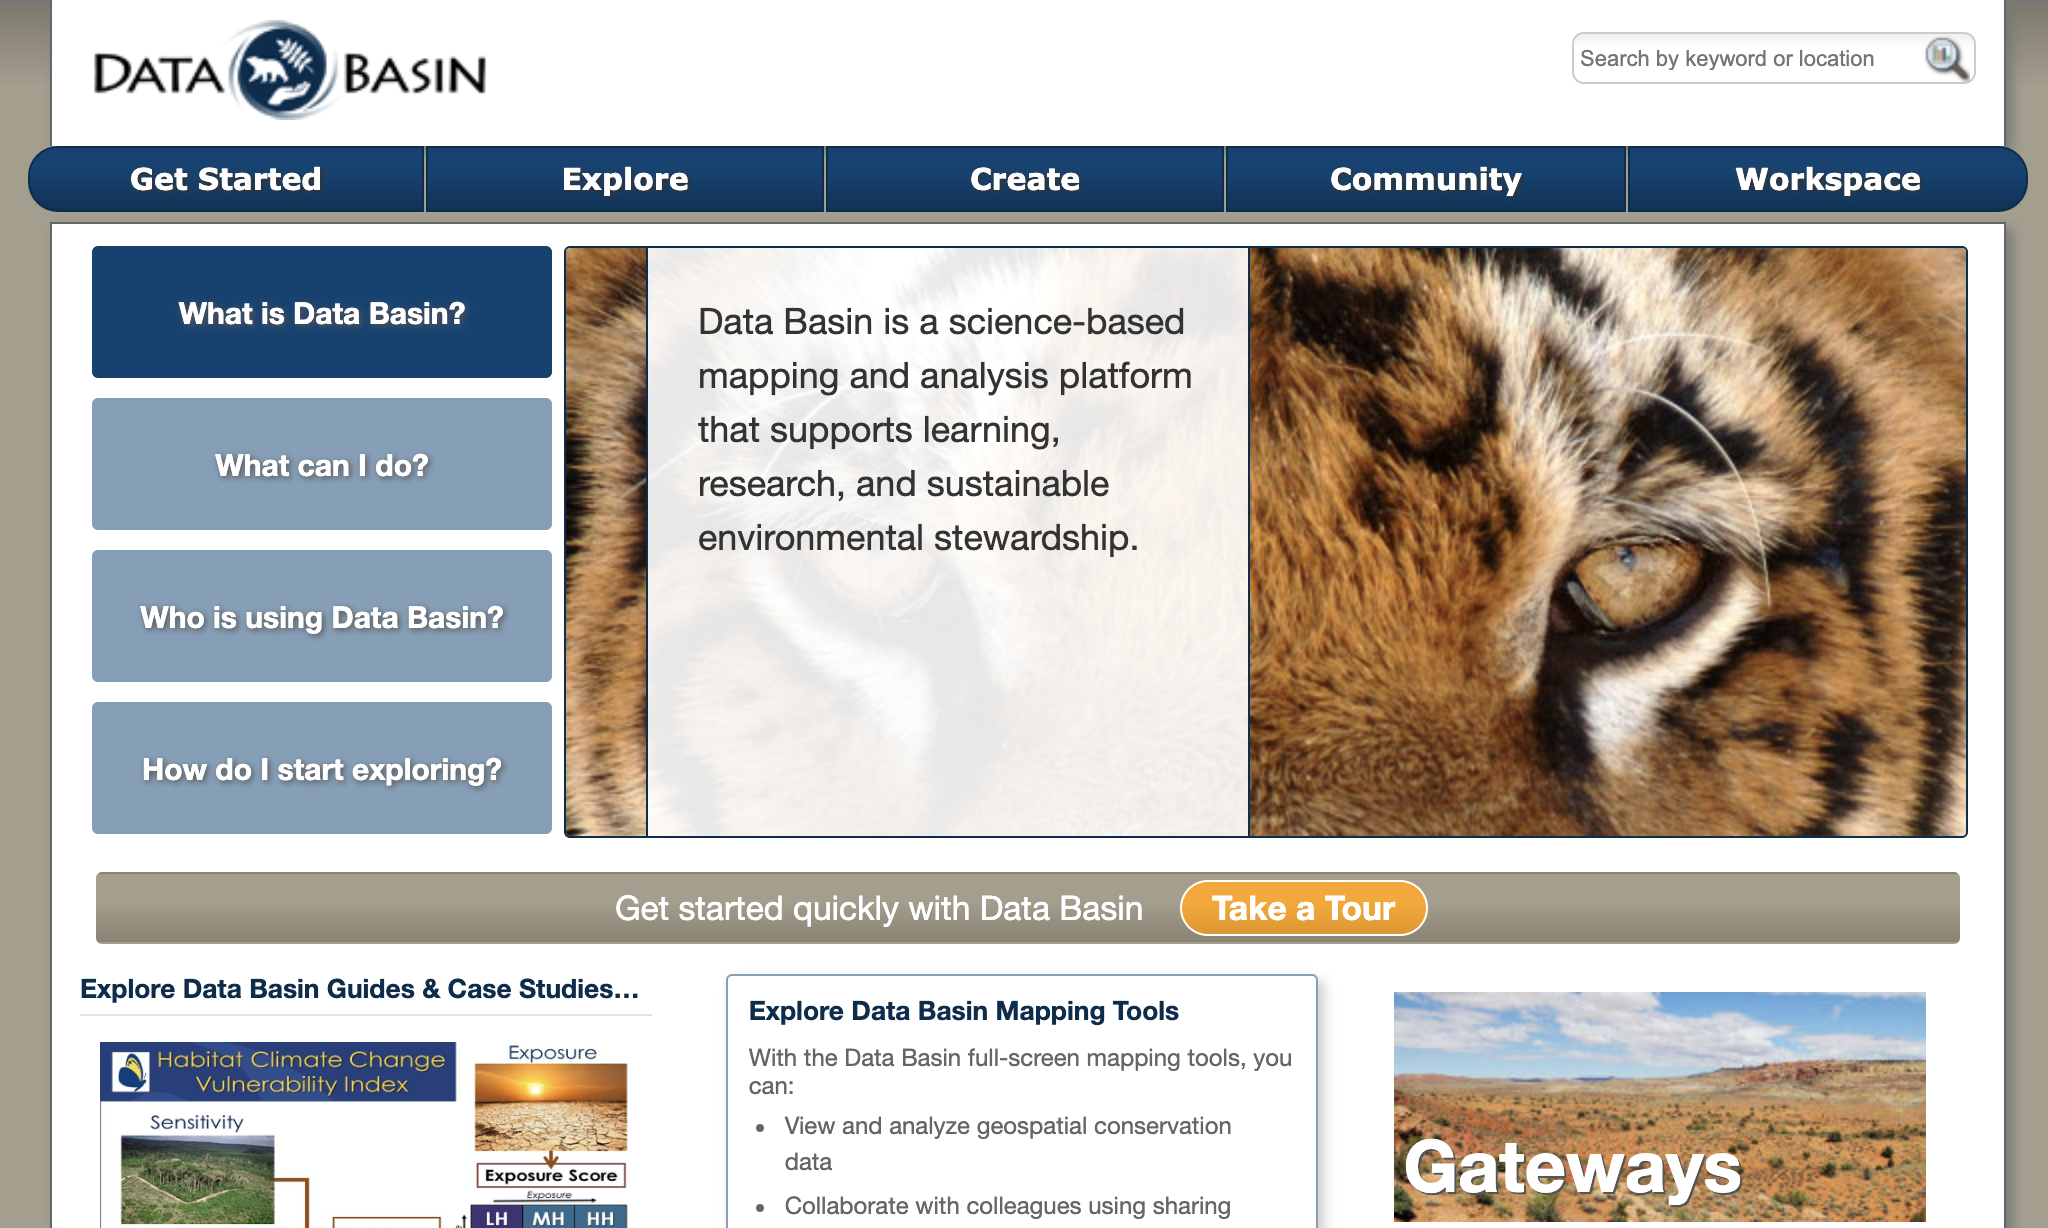 DATA BASIN
Search by keyword or location
Get Started
Explore
Create
Community
Workspace
What is Data Basin?
What can I do?
Who is using Data Basin?
How do I start exploring?
Data Basin is a science-based
mapping and analysis platform
that supports learning,
research, and sustainable
environmental stewardship.
Get started quickly with Data Basin
Take a Tour
Explore Data Basin Guides & Case Studies...
Habitat Climate Change
Vulnerability Index
Sensitivity
Exposure
Exposure Score
Exposure
LH MH HH
Explore Data Basin Mapping Tools
With the Data Basin full-screen mapping tools, you
can:
• View and analyze geospatial conservation
data
• Collaborate with colleagues using sharing
Gateways